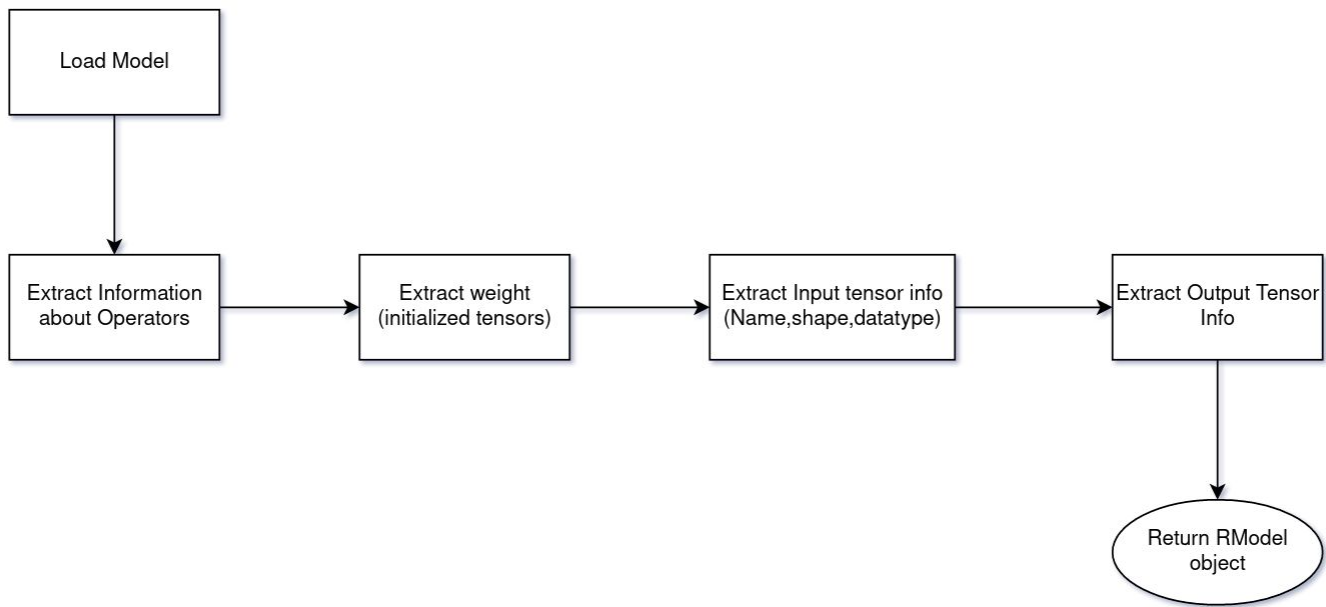 Load Model
Extract Information
about Operators
Extract weight
(initialized tensors)
Extract Input tensor info
(Name,shape,datatype)
Extract Output Tensor
Info
Return RModel
object